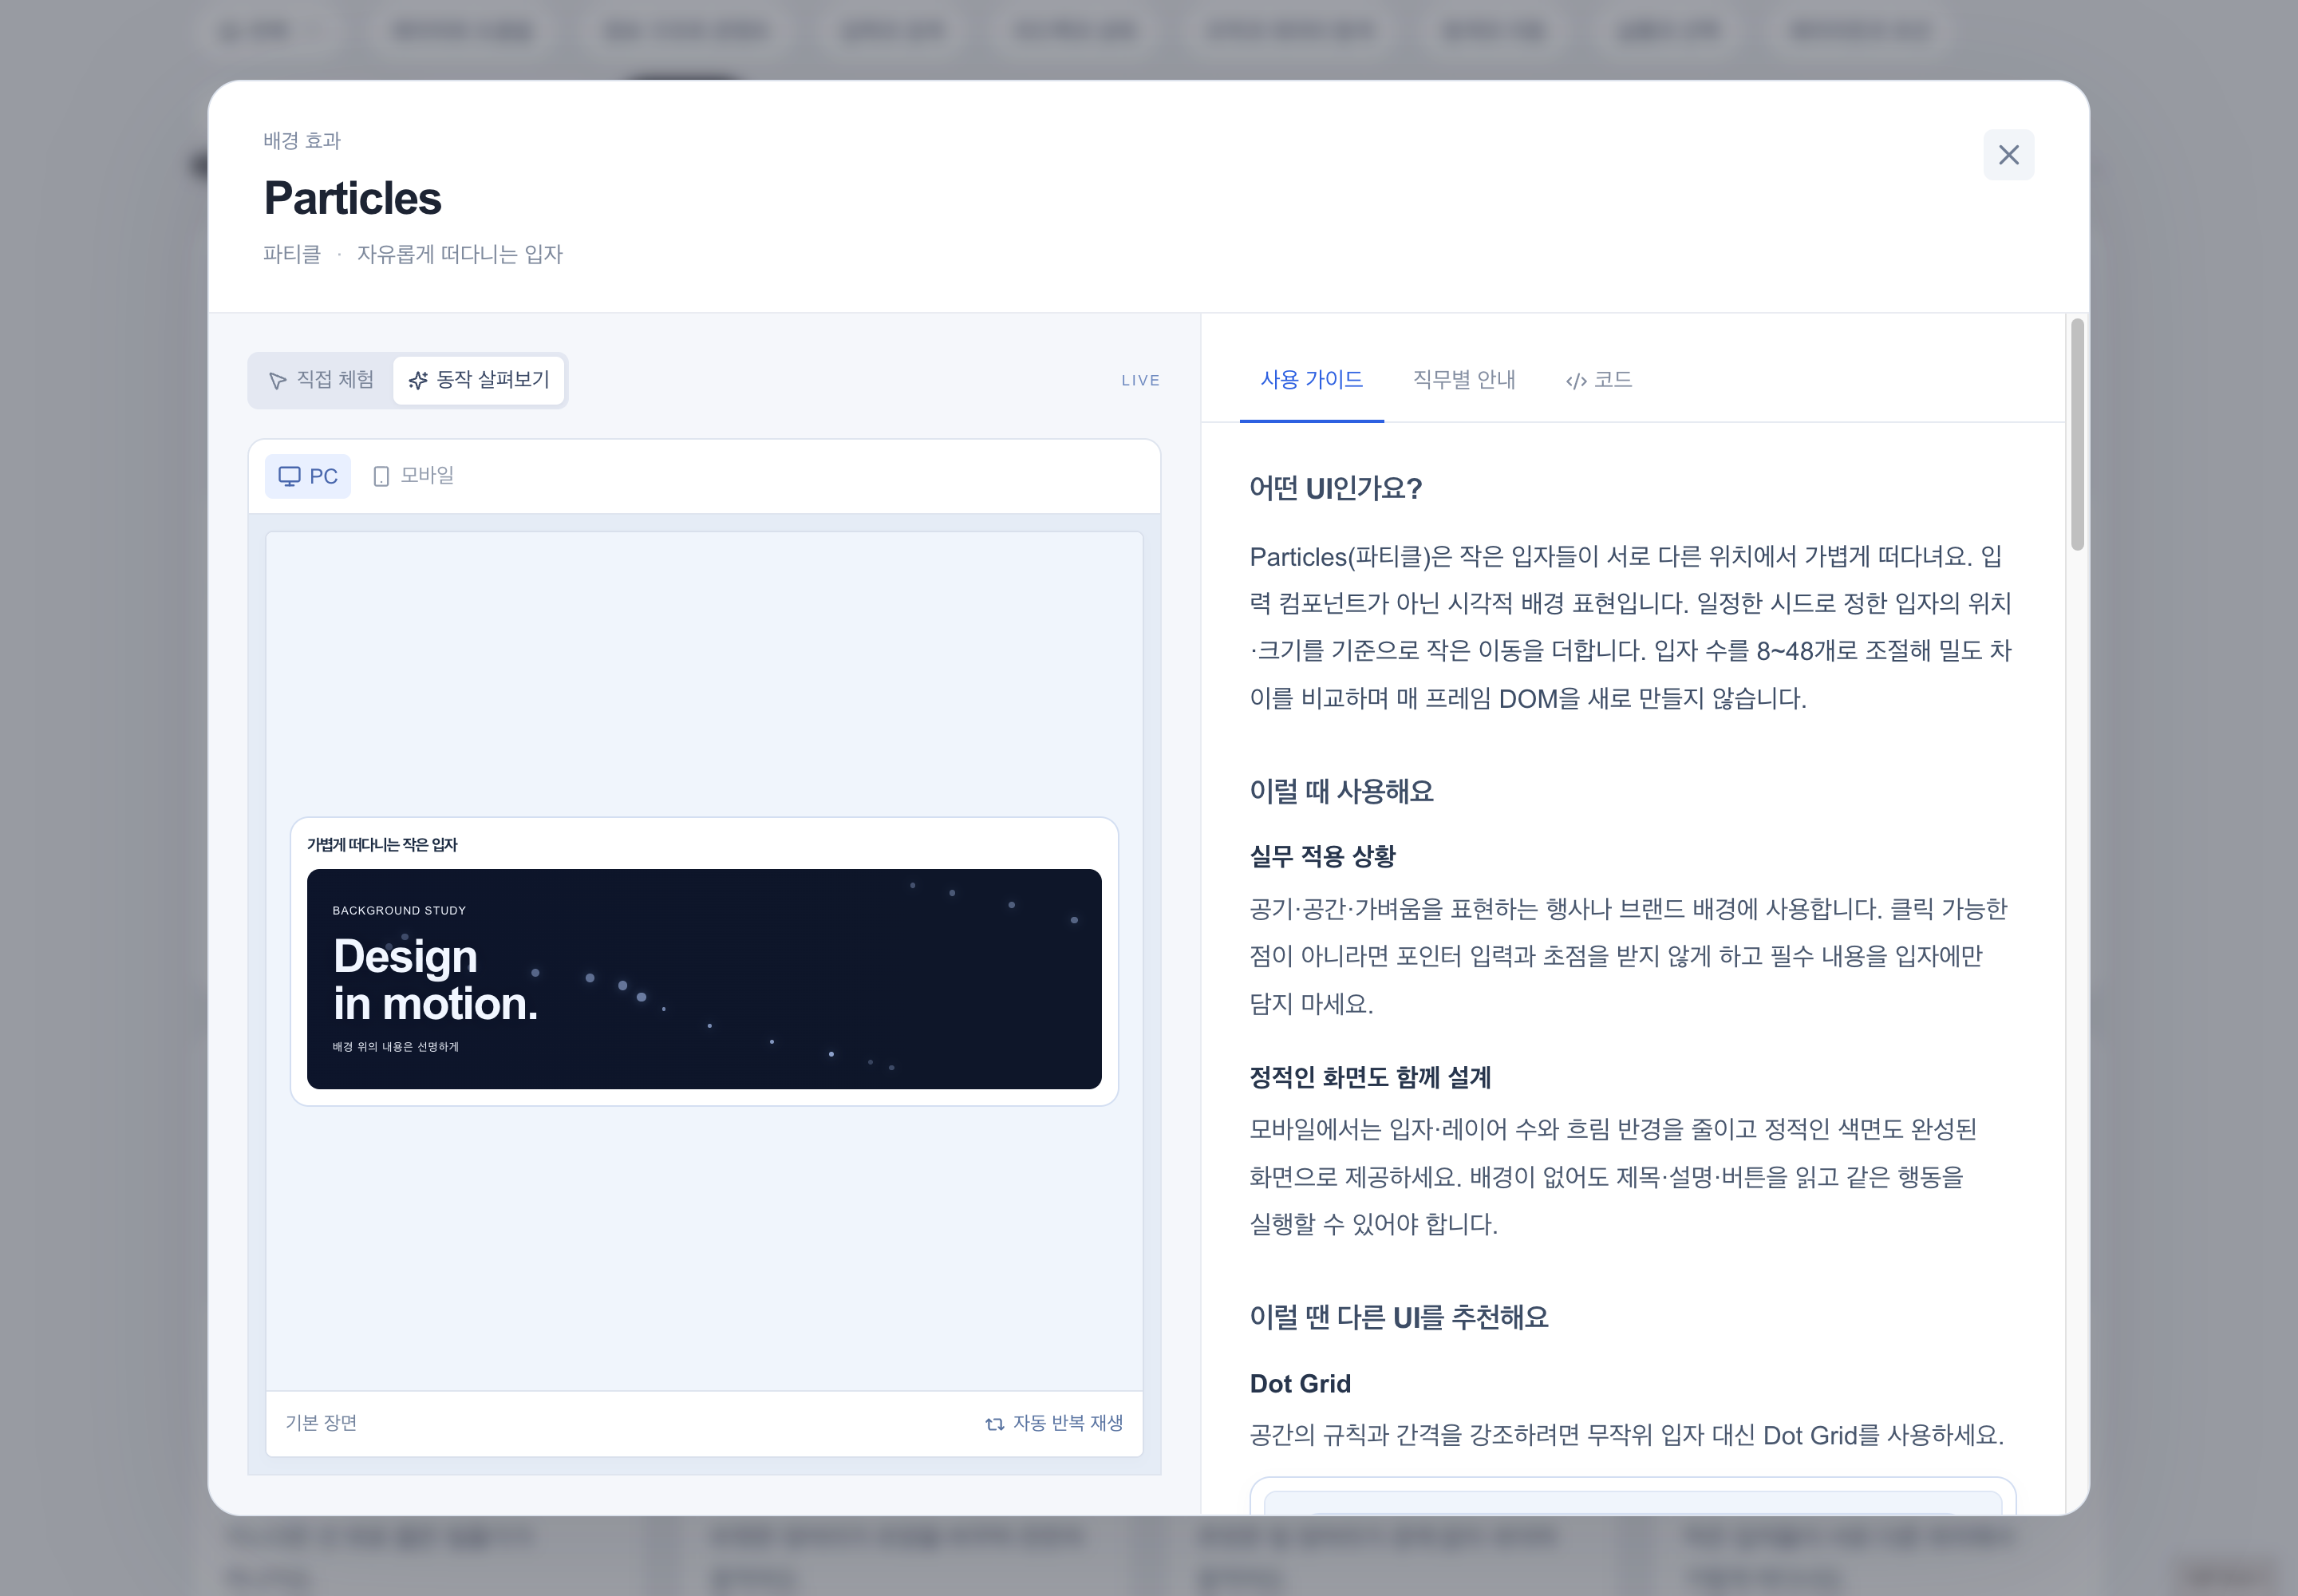 배경 효과
Particles
파티클 · 자유롭게 떠다니는 입자
직접 체험
동작 살펴보기
LIVE
PC
모바일
가볍게 떠다니는 작은 입자
BACKGROUND STUDY
Design
in motion.
배경 위의 내용은 선명하게
기본 장면
자동 반복 재생
사용 가이드
직무별 안내
코드
어떤 UI인가요?
Particles(파티클)은 작은 입자들이 서로 다른 위치에서 가볍게 떠다녀요. 입
력 컴포넌트가 아닌 시각적 배경 표현입니다. 일정한 시드로 정한 입자의 위치
·크기를 기준으로 작은 이동을 더합니다. 입자 수를 8~48개로 조절해 밀도 차
이를 비교하며 매 프레임 DOM을 새로 만들지 않습니다.
이럴 때 사용해요
실무 적용 상황
공기·공간·가벼움을 표현하는 행사나 브랜드 배경에 사용합니다. 클릭 가능한
점이 아니라면 포인터 입력과 초점을 받지 않게 하고 필수 내용을 입자에만
담지 마세요.
정적인 화면도 함께 설계
모바일에서는 입자·레이어 수와 흐림 반경을 줄이고 정적인 색면도 완성된
화면으로 제공하세요. 배경이 없어도 제목·설명·버튼을 읽고 같은 행동을
실행할 수 있어야 합니다.
이럴 땐 다른 UI를 추천해요
Dot Grid
공간의 규칙과 간격을 강조하려면 무작위 입자 대신 Dot Grid를 사용하세요.